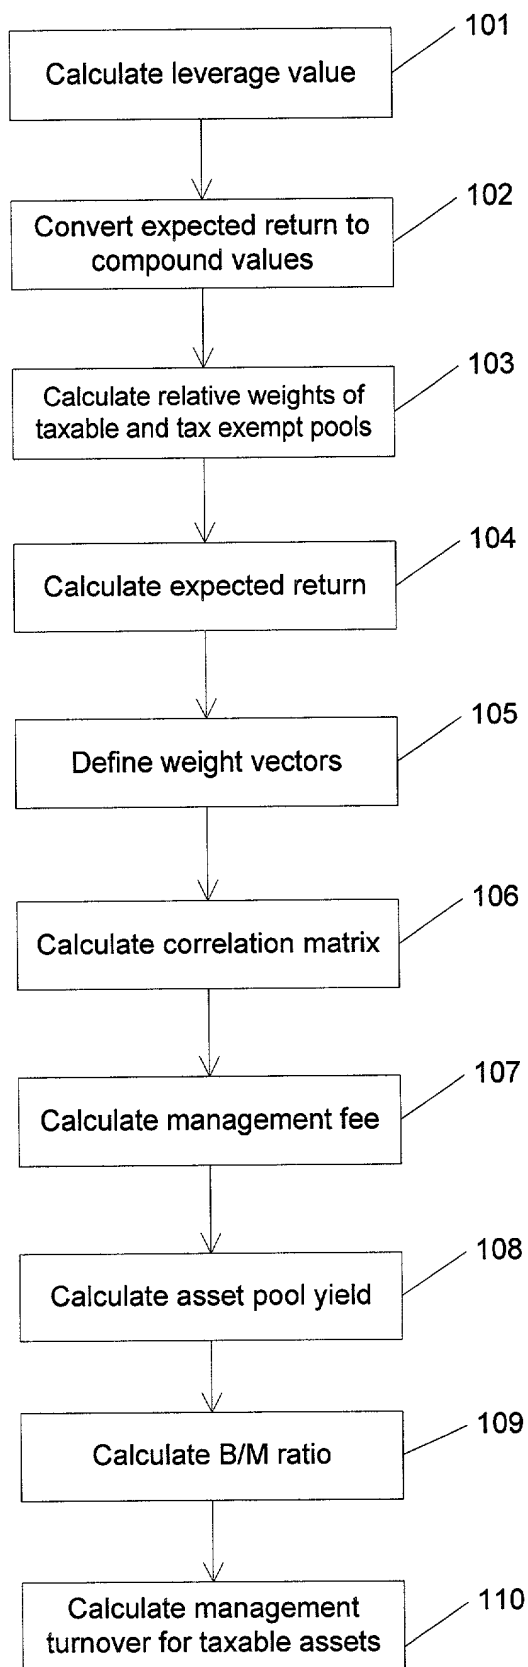 101
Calculate leverage value
102
Convert expected return to
compound values
103
Calculate relative weights of
taxable and tax exempt pools
104
Calculate expected return
105
Define weight vectors
106
Calculate correlation matrix
107
Calculate management fee
108
Calculate asset pool yield
109
Calculate B/M ratio
110
Calculate management
turnover for taxable assets